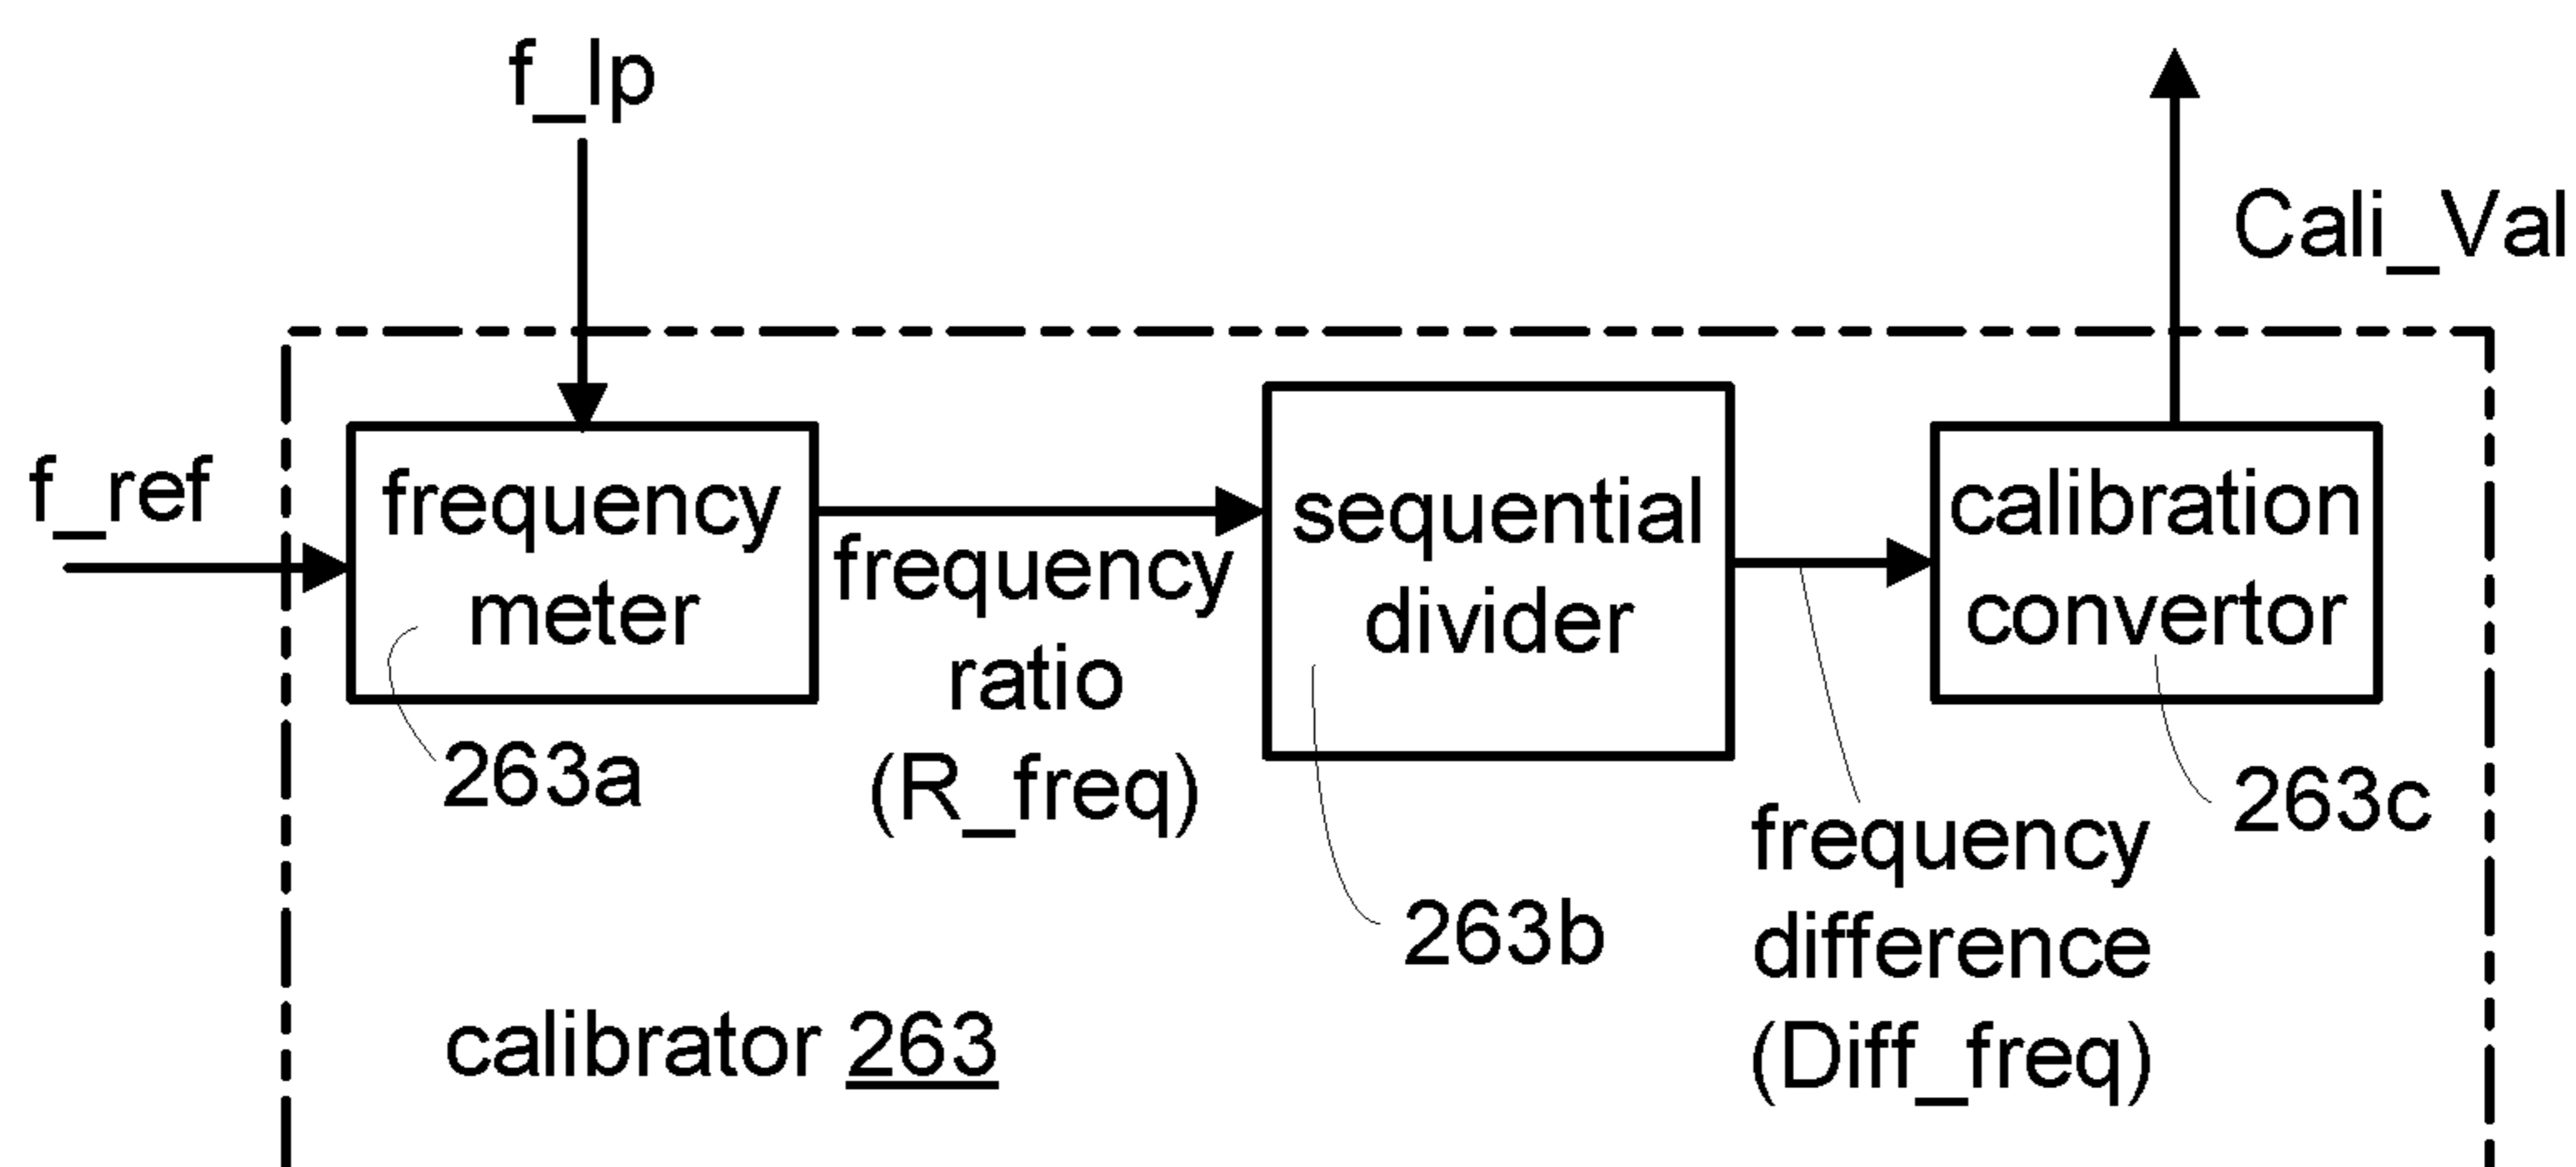 f_lp
Cali_Val
f_ref
frequency
meter
263a
frequency
ratio
(R_freq)
sequential
divider
263b
frequency
difference
(Diff_freq)
calibration
convertor
263c
calibrator 263